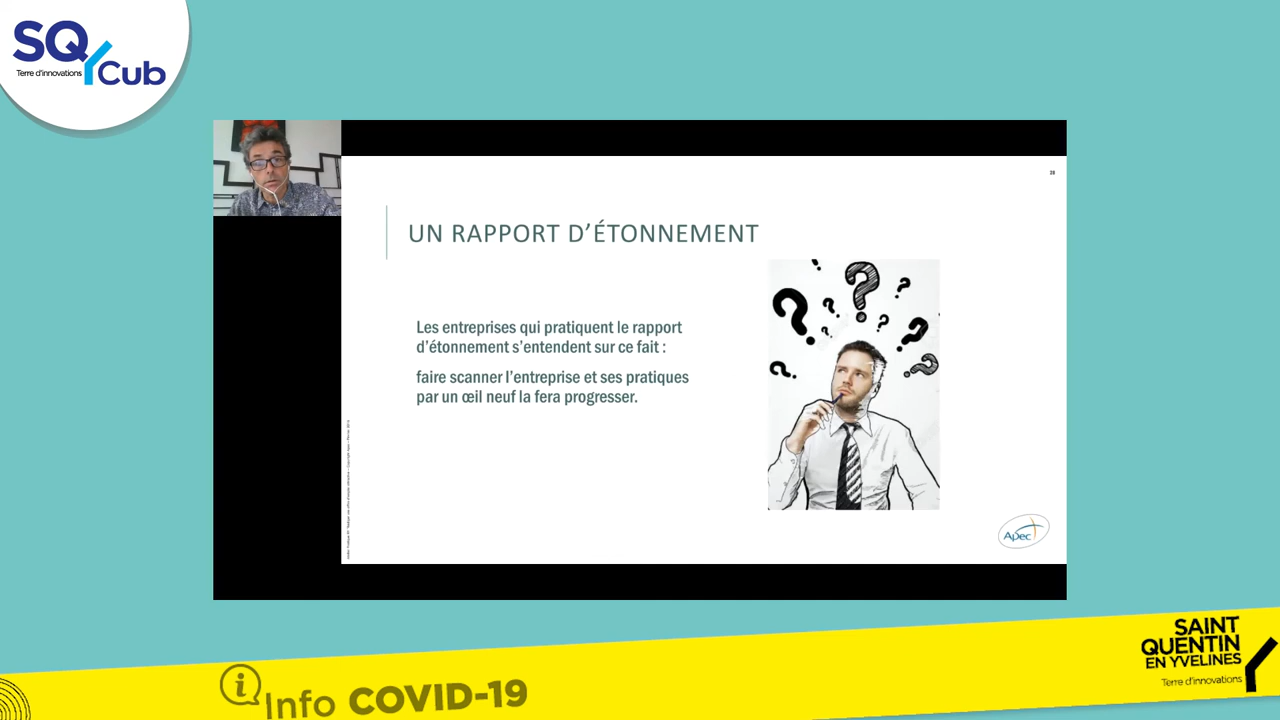 SQY Cub
Terre d'innovations
28
UN RAPPORT D'ÉTONNEMENT
Les entreprises qui pratiquent le rapport
d'étonnement s'entendent sur ce fait :
faire scanner l'entreprise et ses pratiques
par un œil neuf la fera progresser.
Apec
SAINT
QUENTIN
EN YVELINES
Terre d'innovations
i Info COVID-19